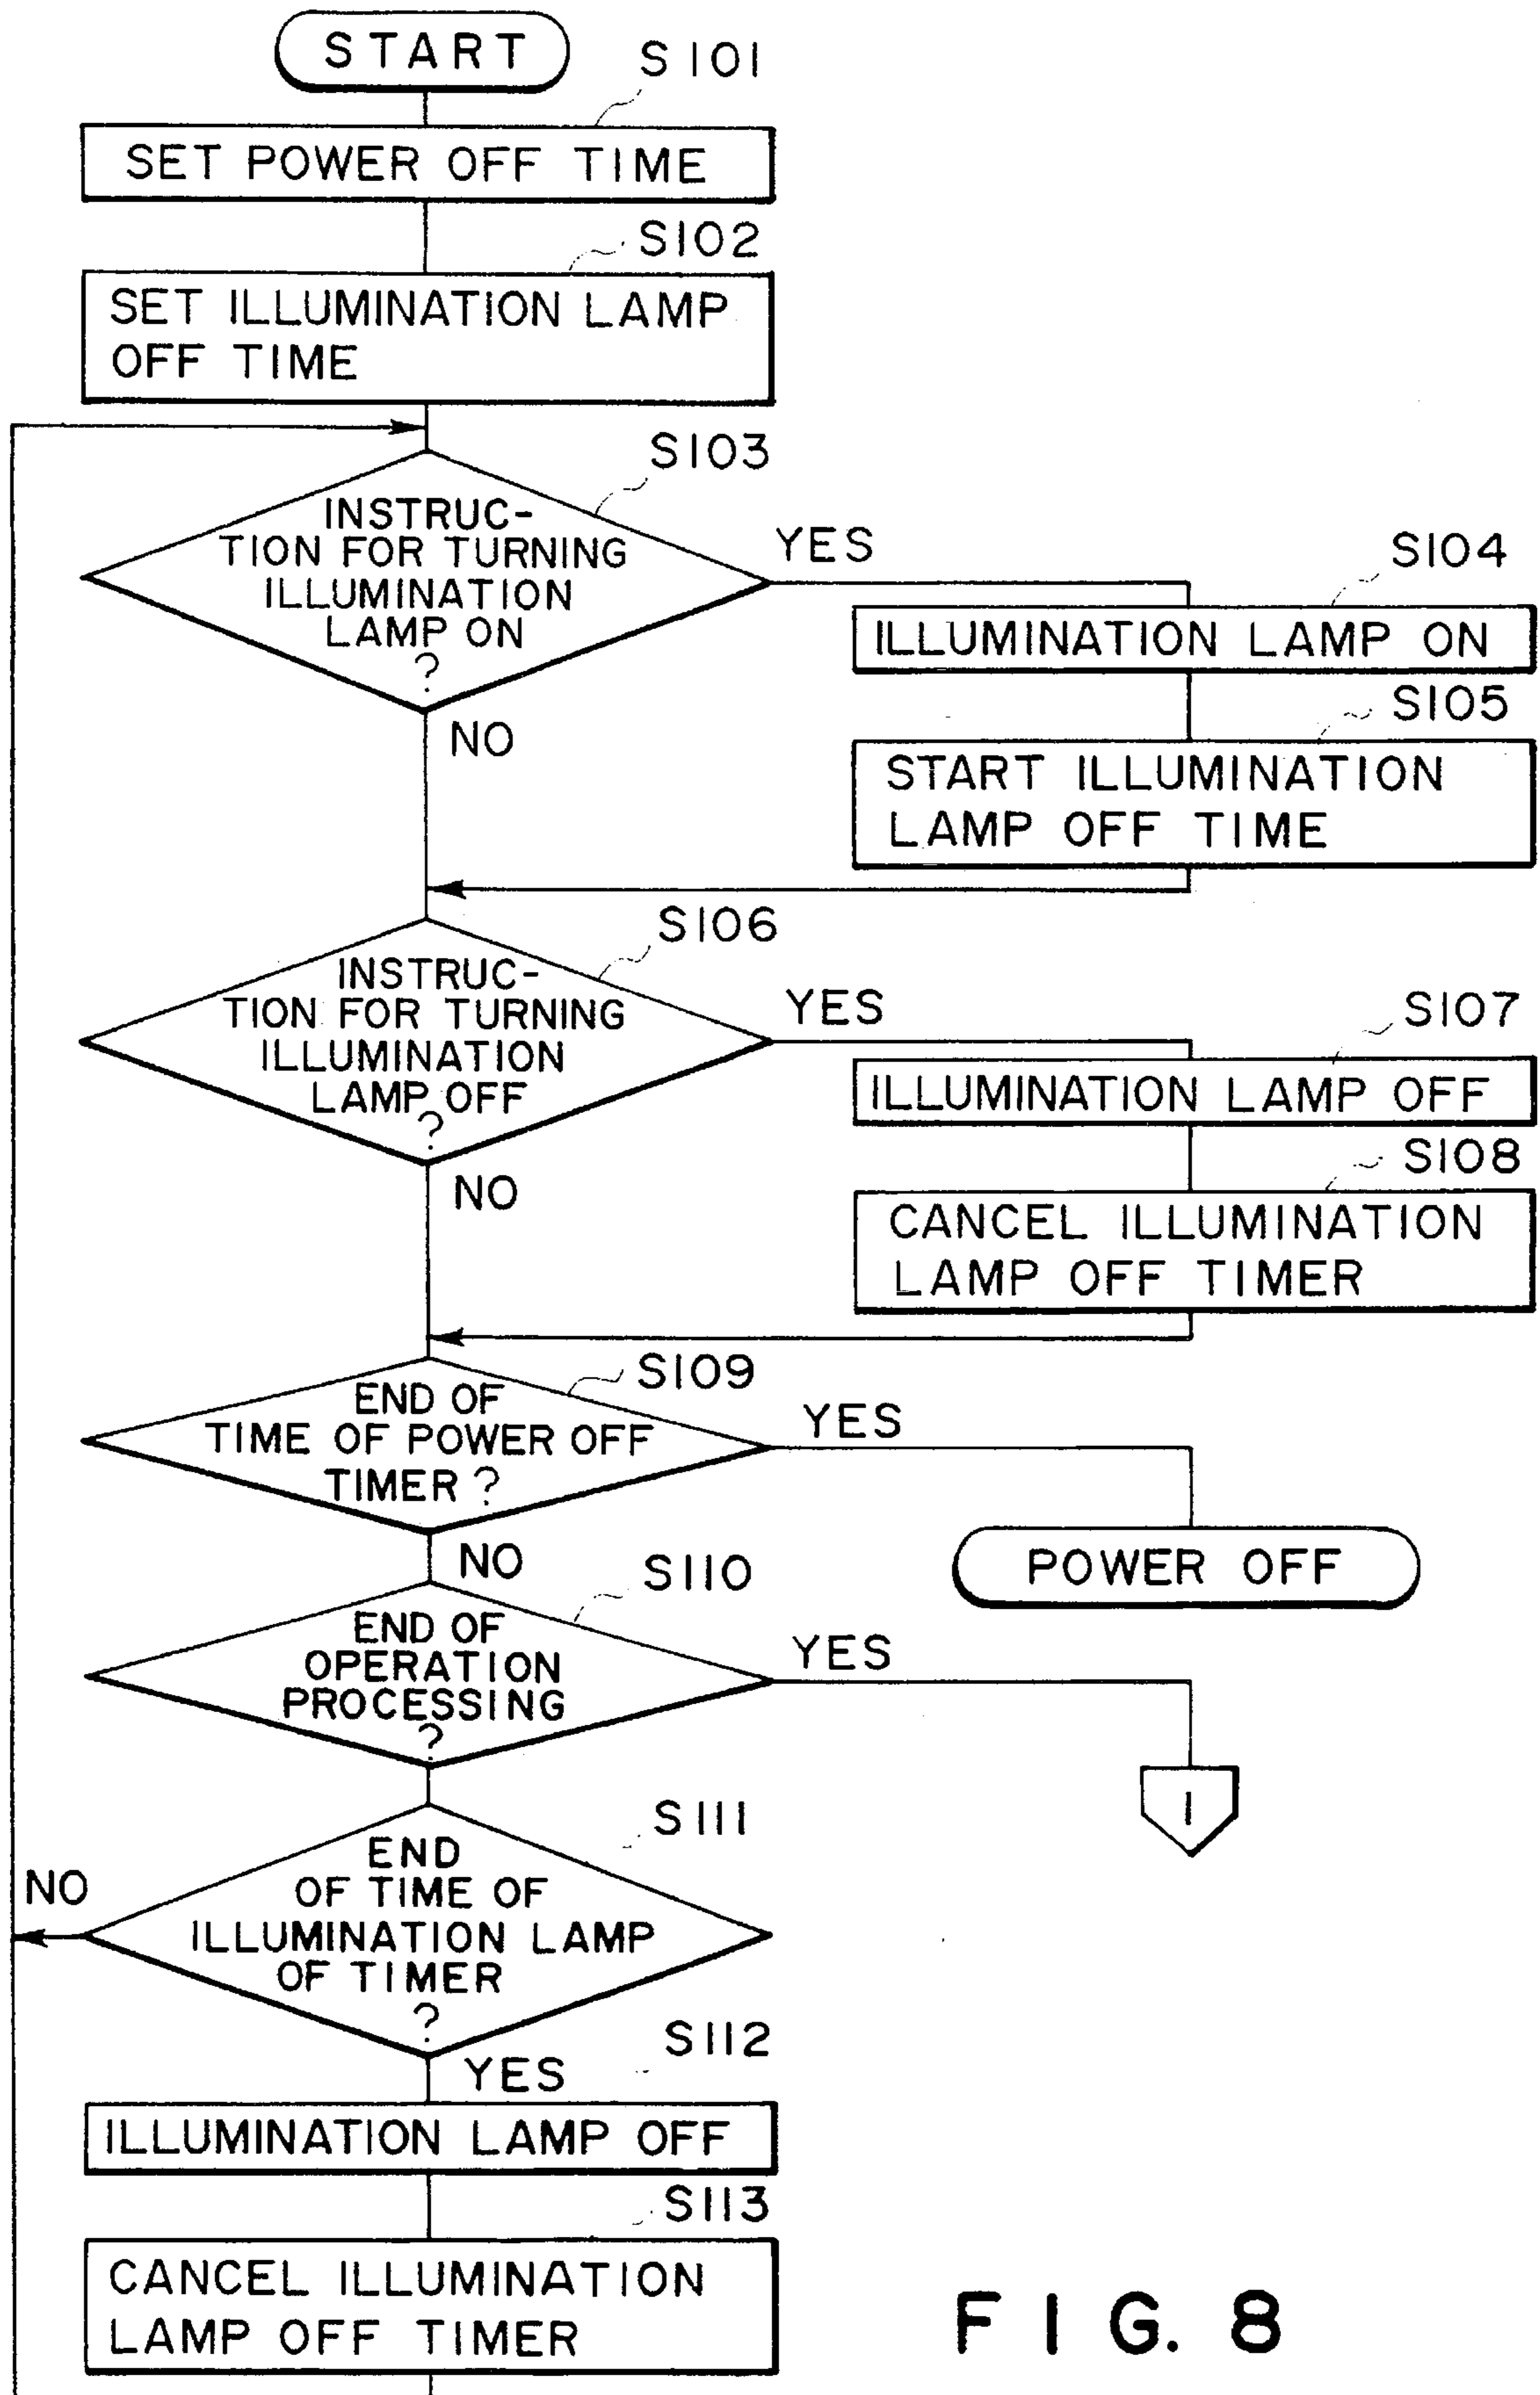 START
S101
SET POWER OFF TIME
S102
SET ILLUMINATION LAMP
OFF TIME
S103
INSTRUC-
TION FOR TURNING
ILLUMINATION
LAMP ON
?
YES
NO
S104
ILLUMINATION LAMP ON
S105
START ILLUMINATION
LAMP OFF TIME
S106
INSTRUC-
TION FOR TURNING
ILLUMINATION
LAMP OFF
?
YES
NO
S107
ILLUMINATION LAMP OFF
S108
CANCEL ILLUMINATION
LAMP OFF TIMER
S109
END OF
TIME OF POWER OFF
TIMER ?
YES
NO
POWER OFF
S110
END OF
OPERATION
PROCESSING
?
YES
1
S111
END
OF TIME OF
ILLUMINATION LAMP
OF TIMER
?
NO
YES
S112
ILLUMINATION LAMP OFF
S113
CANCEL ILLUMINATION
LAMP OFF TIMER
FIG. 8